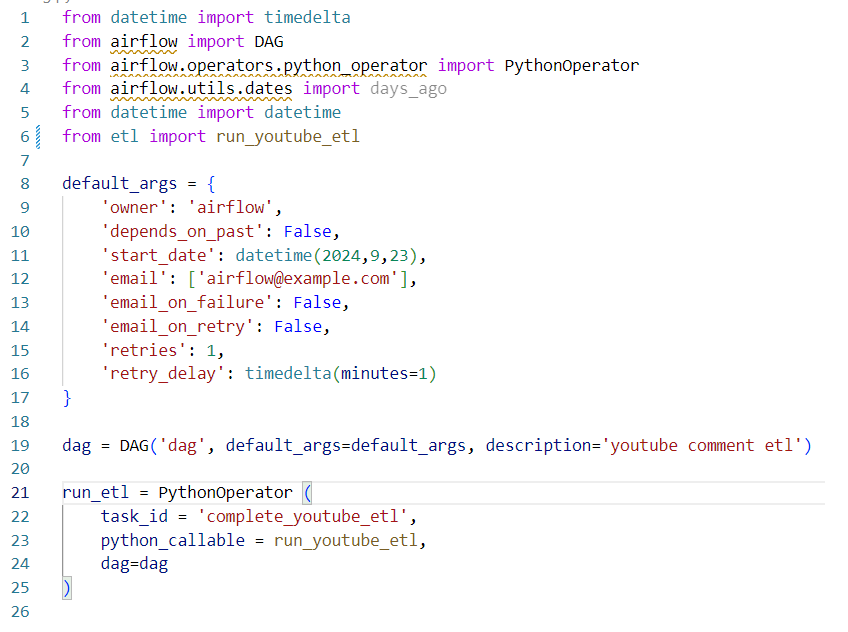 1 from datetime import timedelta
2 from airflow import DAG
3 from airflow.operators.python_operator import PythonOperator
4 from airflow.utils.dates import days_ago
5 from datetime import datetime
6 from etl import run_youtube_etl
7
8 default_args = {
9     'owner': 'airflow',
10     'depends_on_past': False,
11     'start_date': datetime(2024,9,23),
12     'email': ['airflow@example.com'],
13     'email_on_failure': False,
14     'email_on_retry': False,
15     'retries': 1,
16     'retry_delay': timedelta(minutes=1)
17 }
18
19 dag = DAG('dag', default_args=default_args, description='youtube comment etl')
20
21 run_etl = PythonOperator (
22     task_id = 'complete_youtube_etl',
23     python_callable = run_youtube_etl,
24     dag=dag
25 )
26